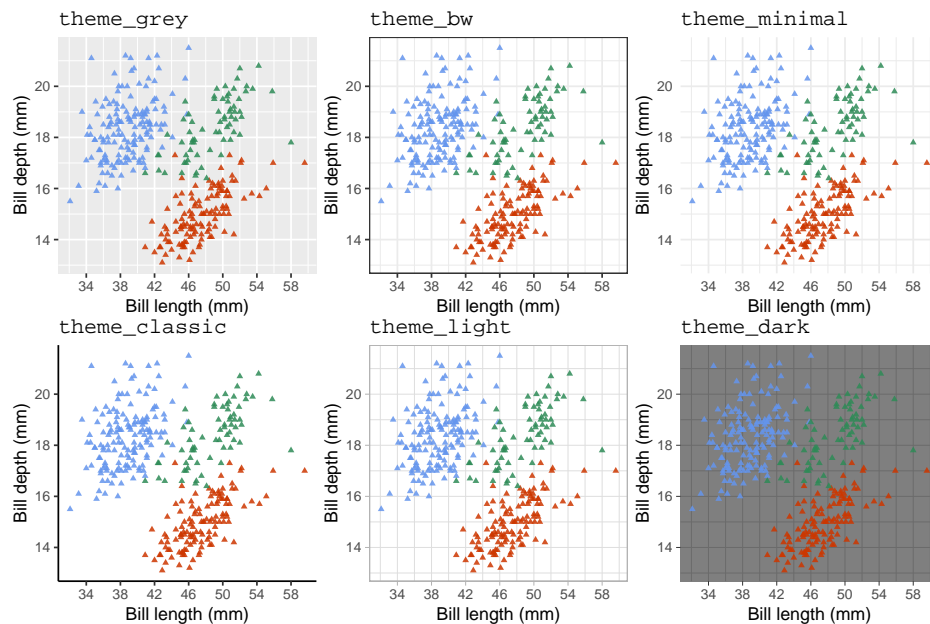 theme_grey theme_bw theme_minimal
Bill depth (mm) Bill depth (mm) Bill depth (mm)
20 20 20
18 18 18
16 16 16
14 14 14
34 38 42 46 50 54 58 34 38 42 46 50 54 58 34 38 42 46 50 54 58
Bill length (mm) Bill length (mm) Bill length (mm)
theme_classic theme_light theme_dark
Bill depth (mm) Bill depth (mm) Bill depth (mm)
20 20 20
18 18 18
16 16 16
14 14 14
34 38 42 46 50 54 58 34 38 42 46 50 54 58 34 38 42 46 50 54 58
Bill length (mm) Bill length (mm) Bill length (mm)